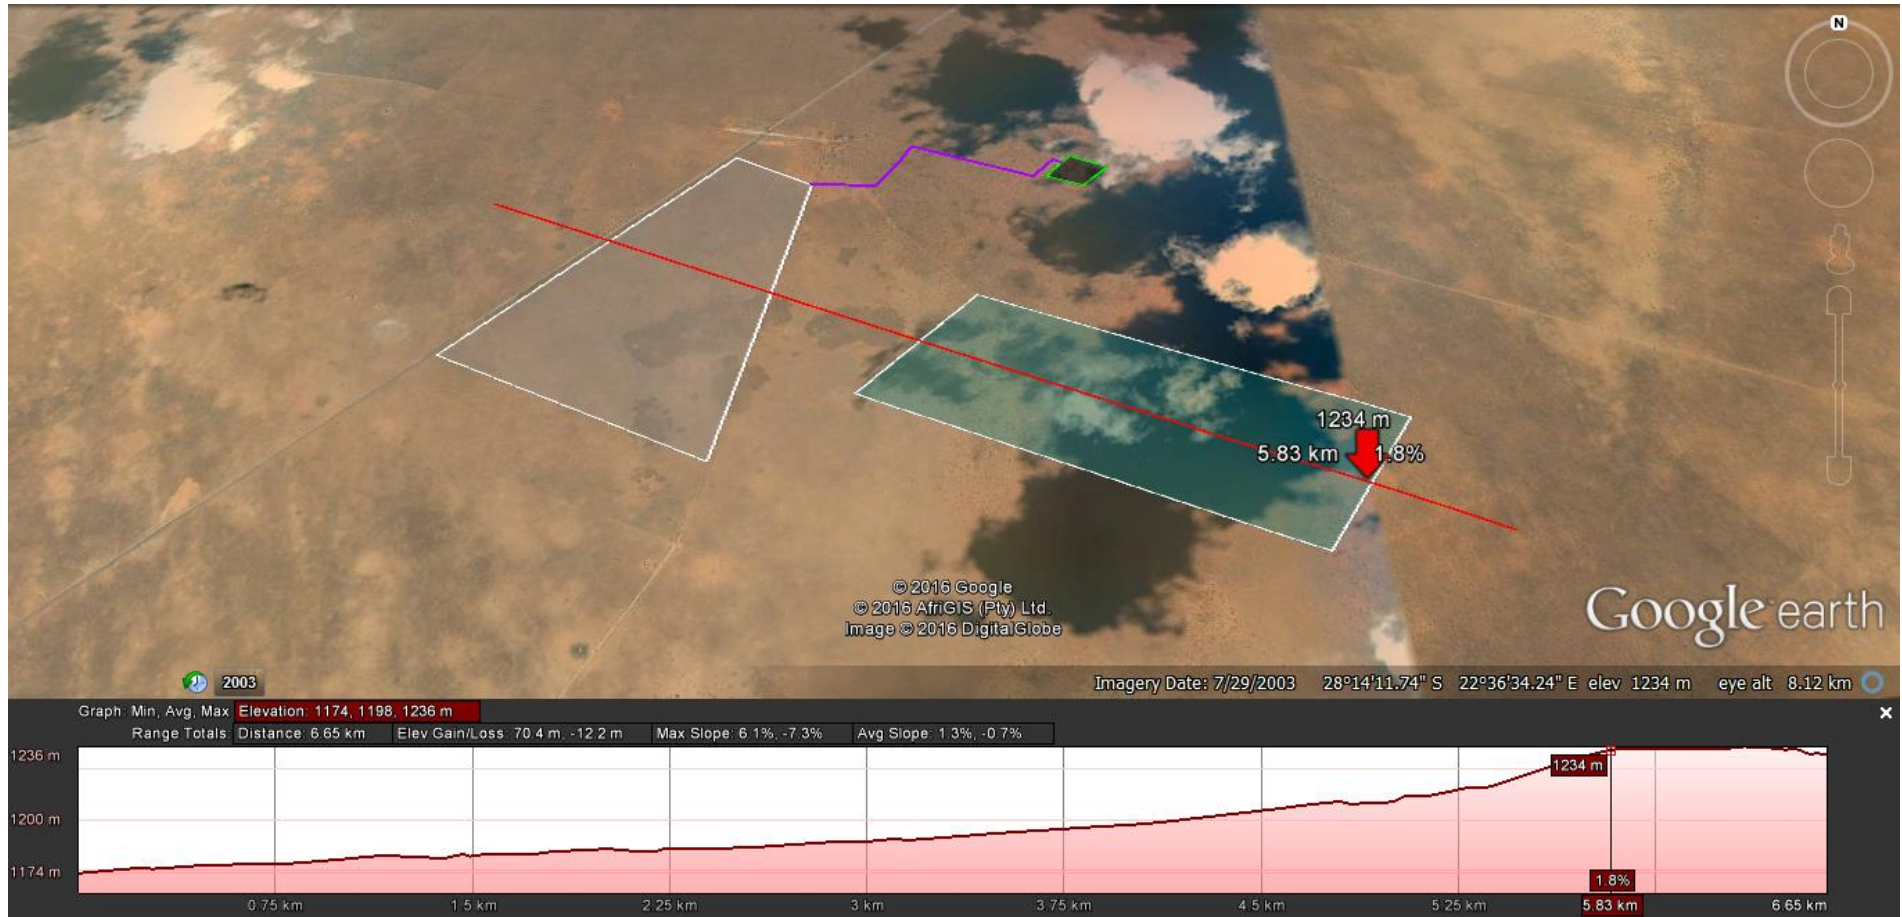 N
1234 m
5.83 km 1.8%
© 2016 Google
© 2016 AfriGIS (Pty) Ltd.
Image © 2016 DigitalGlobe
Google earth
2003
Imagery Date: 7/29/2003 28°14'11.74" S 22°36'34.24" E elev 1234 m eye alt 8.12 km
Graph: Min, Avg, Max Elevation: 1174, 1198, 1236 m
Range Totals: Distance: 6.65 km Elev Gain/Loss: 70.4 m, -12.2 m Max Slope: 6.1%, -7.3% Avg Slope: 1.3%, -0.7%
1236 m
1234 m
1200 m
1174 m
1.8%
0.75 km 1.5 km 2.25 km 3 km 3.75 km 4.5 km 5.25 km 5.83 km 6.65 km